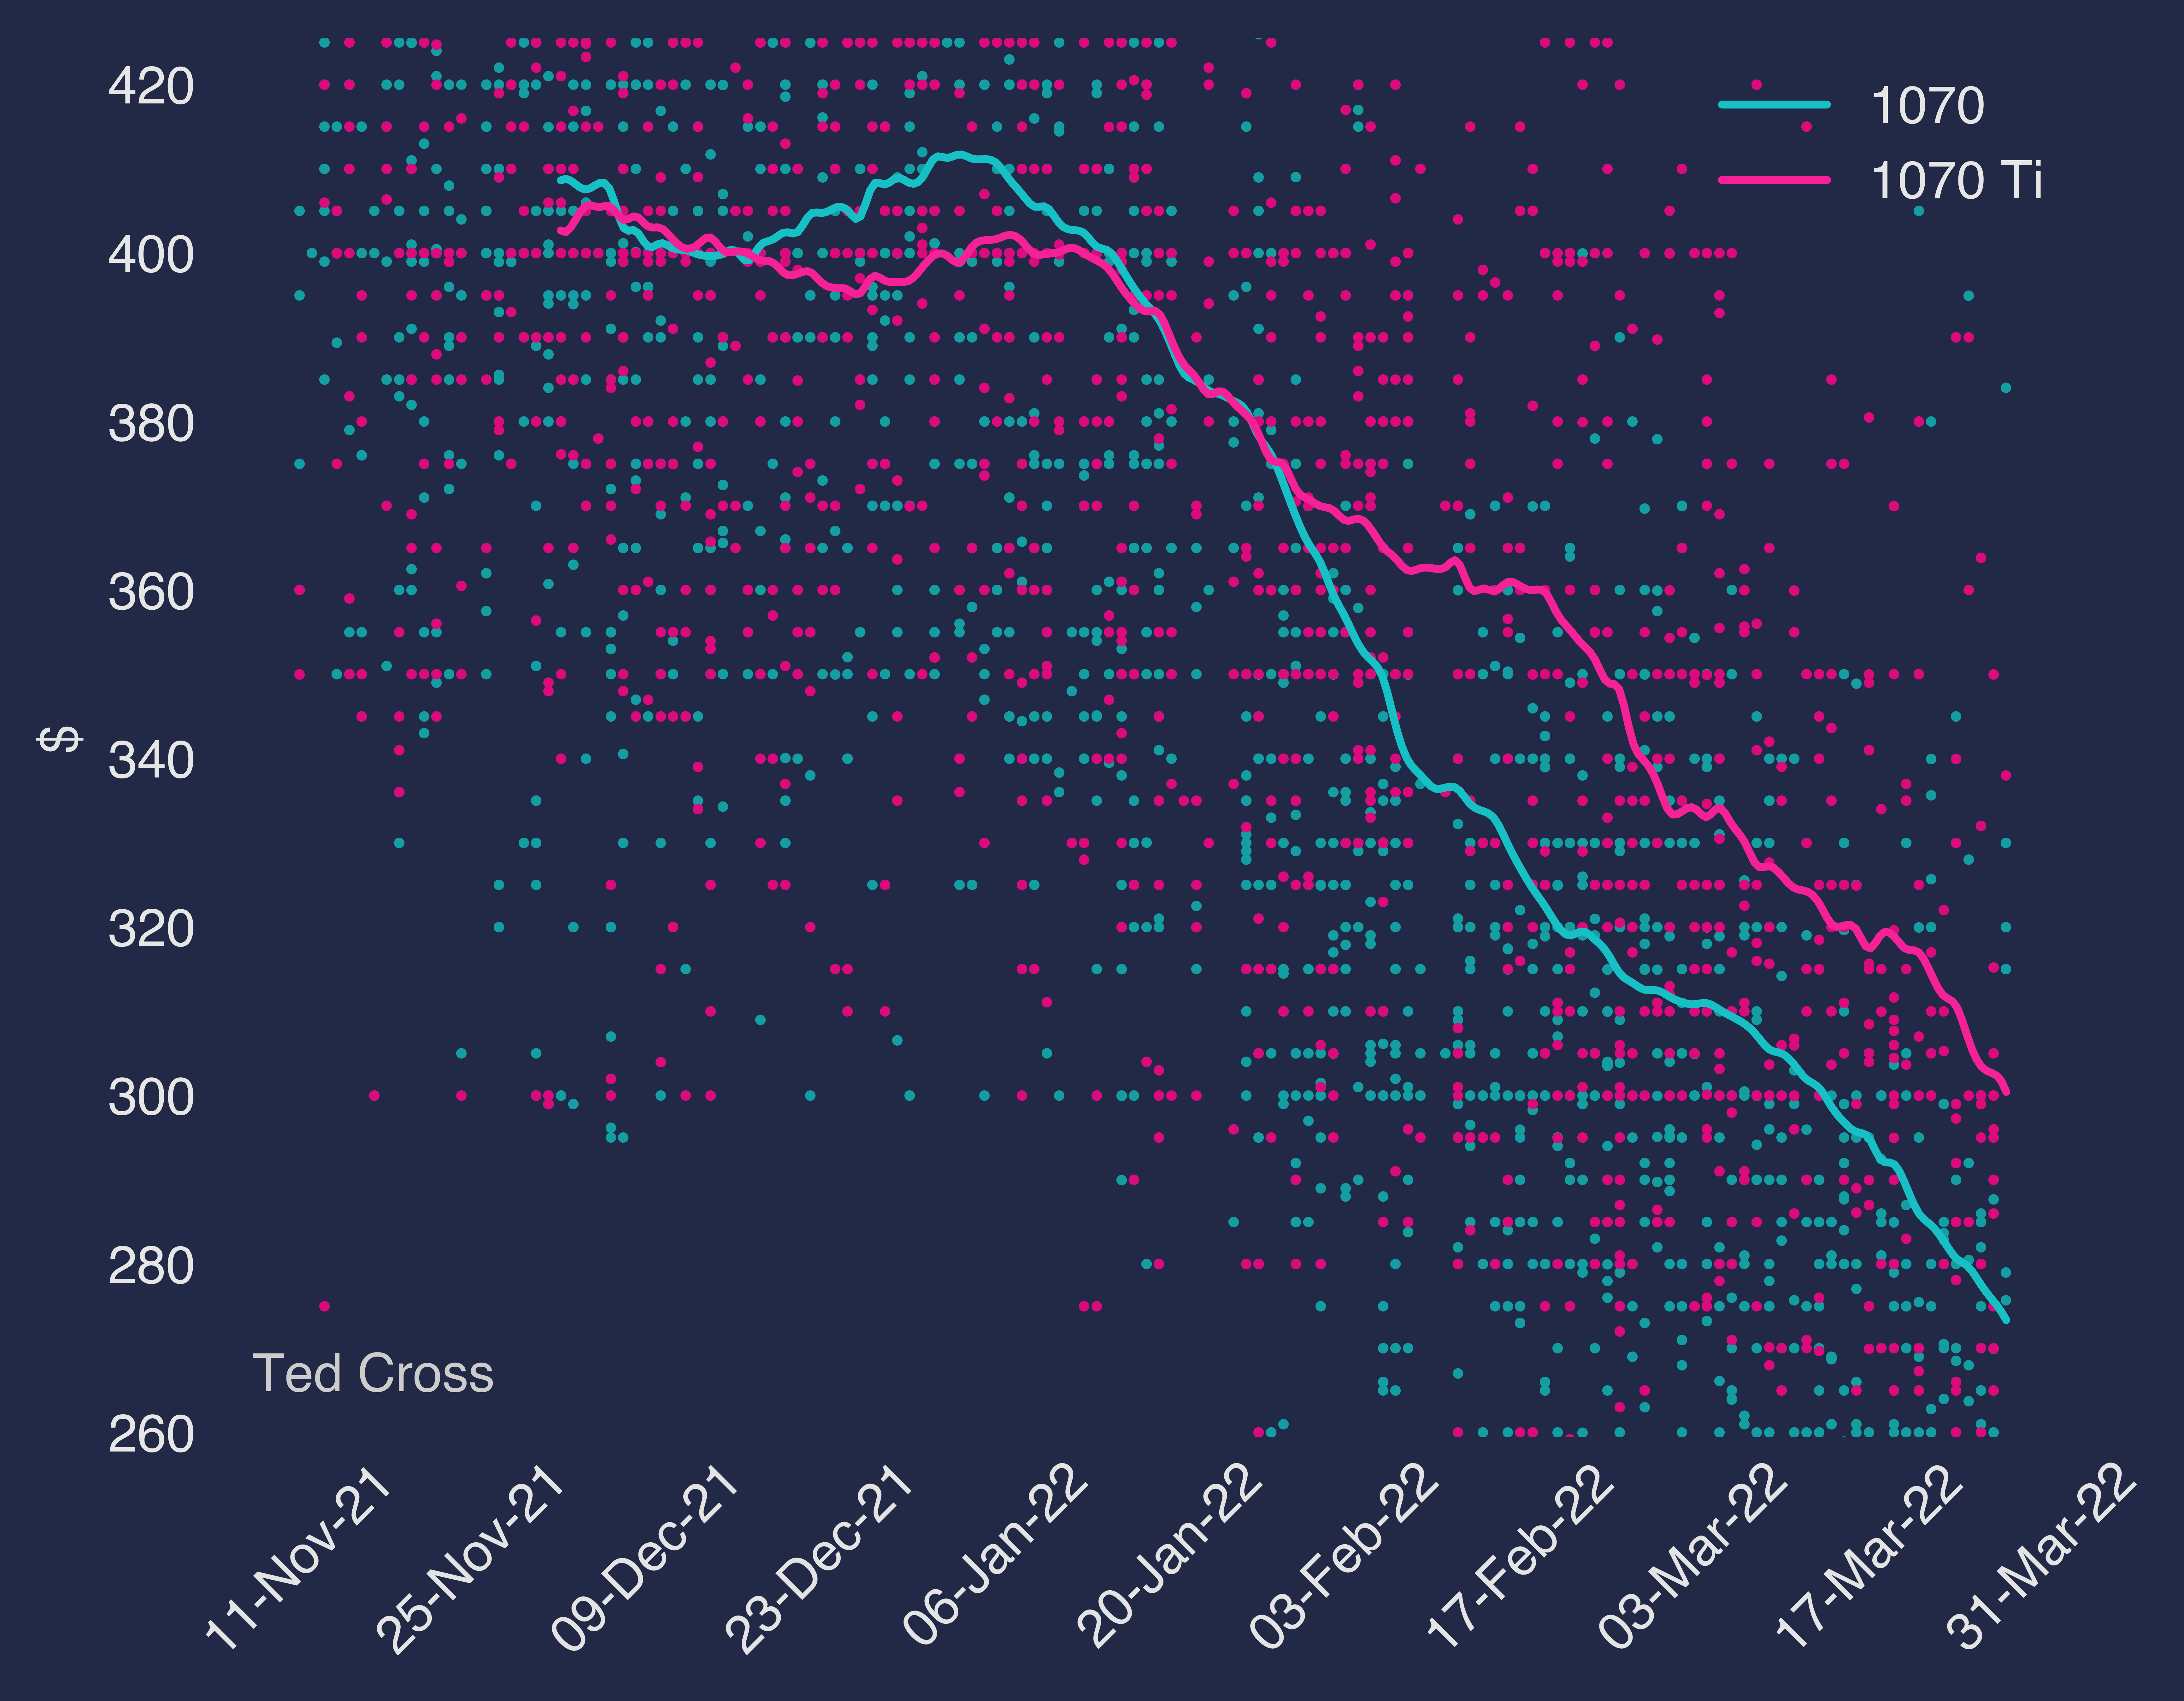 420
400
380
360
340
320
300
280
260
$
1070
1070 Ti
Ted Cross
11-Nov-21
25-Nov-21
09-Dec-21
23-Dec-21
06-Jan-22
20-Jan-22
03-Feb-22
17-Feb-22
03-Mar-22
17-Mar-22
31-Mar-22